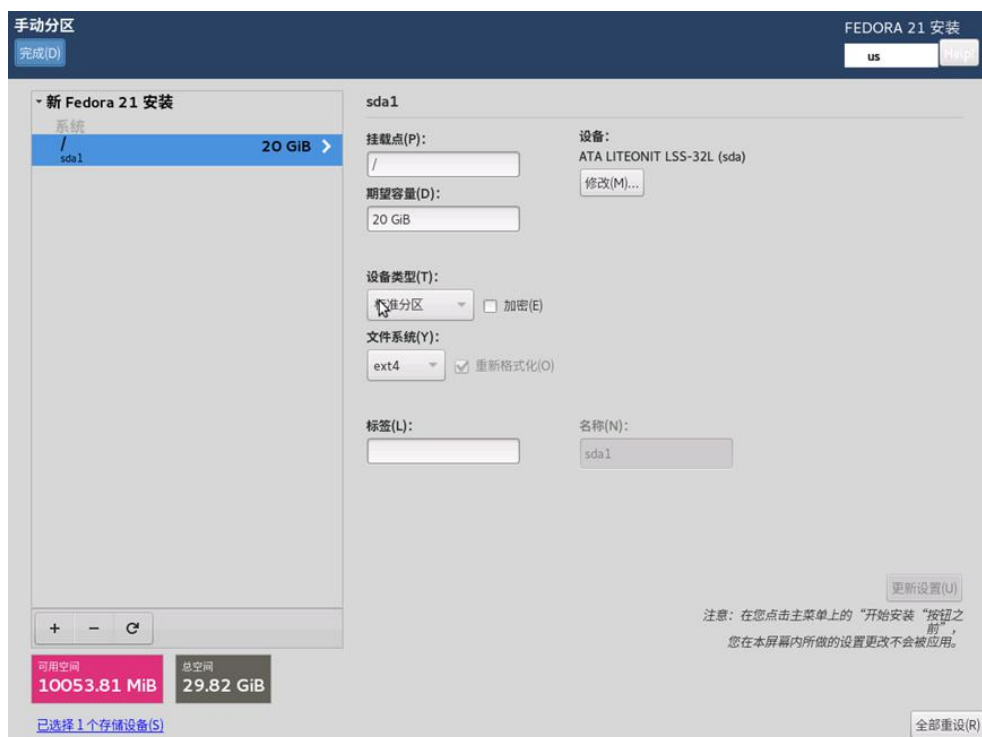 手动分区
FEDORA 21 安装
完成(D)
us
Help!
新 Fedora 21 安装
系统
/
20 GiB
sda1
sda1
挂载点(P):
/
设备:
ATA LITEONIT LSS-32L (sda)
修改(M)...
期望容量(D):
20 GiB
设备类型(T):
标准分区
加密(E)
文件系统(Y):
ext4
重新格式化(O)
标签(L):
名称(N):
sda1
更新设置(U)
注意：在您点击主菜单上的“开始安装“按钮之
前”，
您在本屏幕内所做的设置更改不会被应用。
+ −
可用空间
10053.81 MiB
总空间
29.82 GiB
已选择 1 个存储设备(S)
全部重设(R)